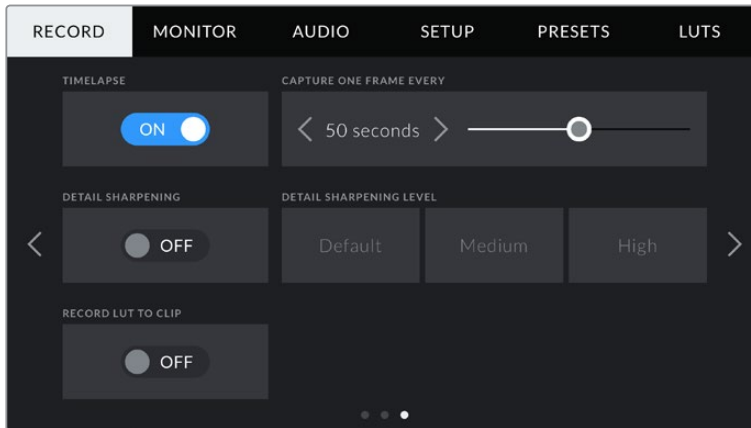 RECORD MONITOR AUDIO SETUP PRESETS LUTS
TIMELAPSE CAPTURE ONE FRAME EVERY
ON 50 seconds
DETAIL SHARPENING DETAIL SHARPENING LEVEL
OFF Default Medium High
RECORD LUT TO CLIP
OFF